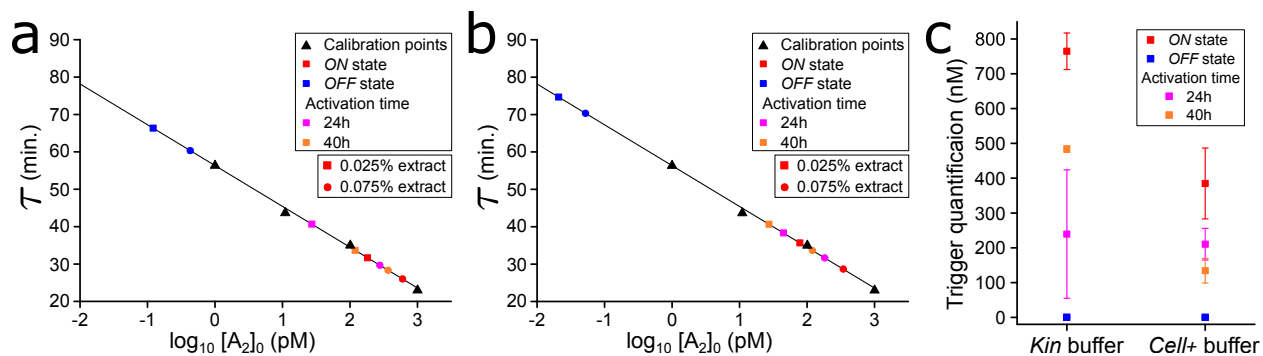 a
90
80
70
60
50
40
30
20
𝒯 (min.)
-2 -1 0 1 2 3
log₁₀ [A₂]₀ (pM)
Calibration points
ON state
OFF state
Activation time
24h
40h
0.025% extract
0.075% extract
b
90
80
70
60
50
40
30
20
𝒯 (min.)
-2 -1 0 1 2 3
log₁₀ [A₂]₀ (pM)
Calibration points
ON state
OFF state
Activation time
24h
40h
0.025% extract
0.075% extract
c
800
700
600
500
400
300
200
100
0
Trigger quantificaion (nM)
Kin buffer Cell+ buffer
ON state
OFF state
Activation time
24h
40h